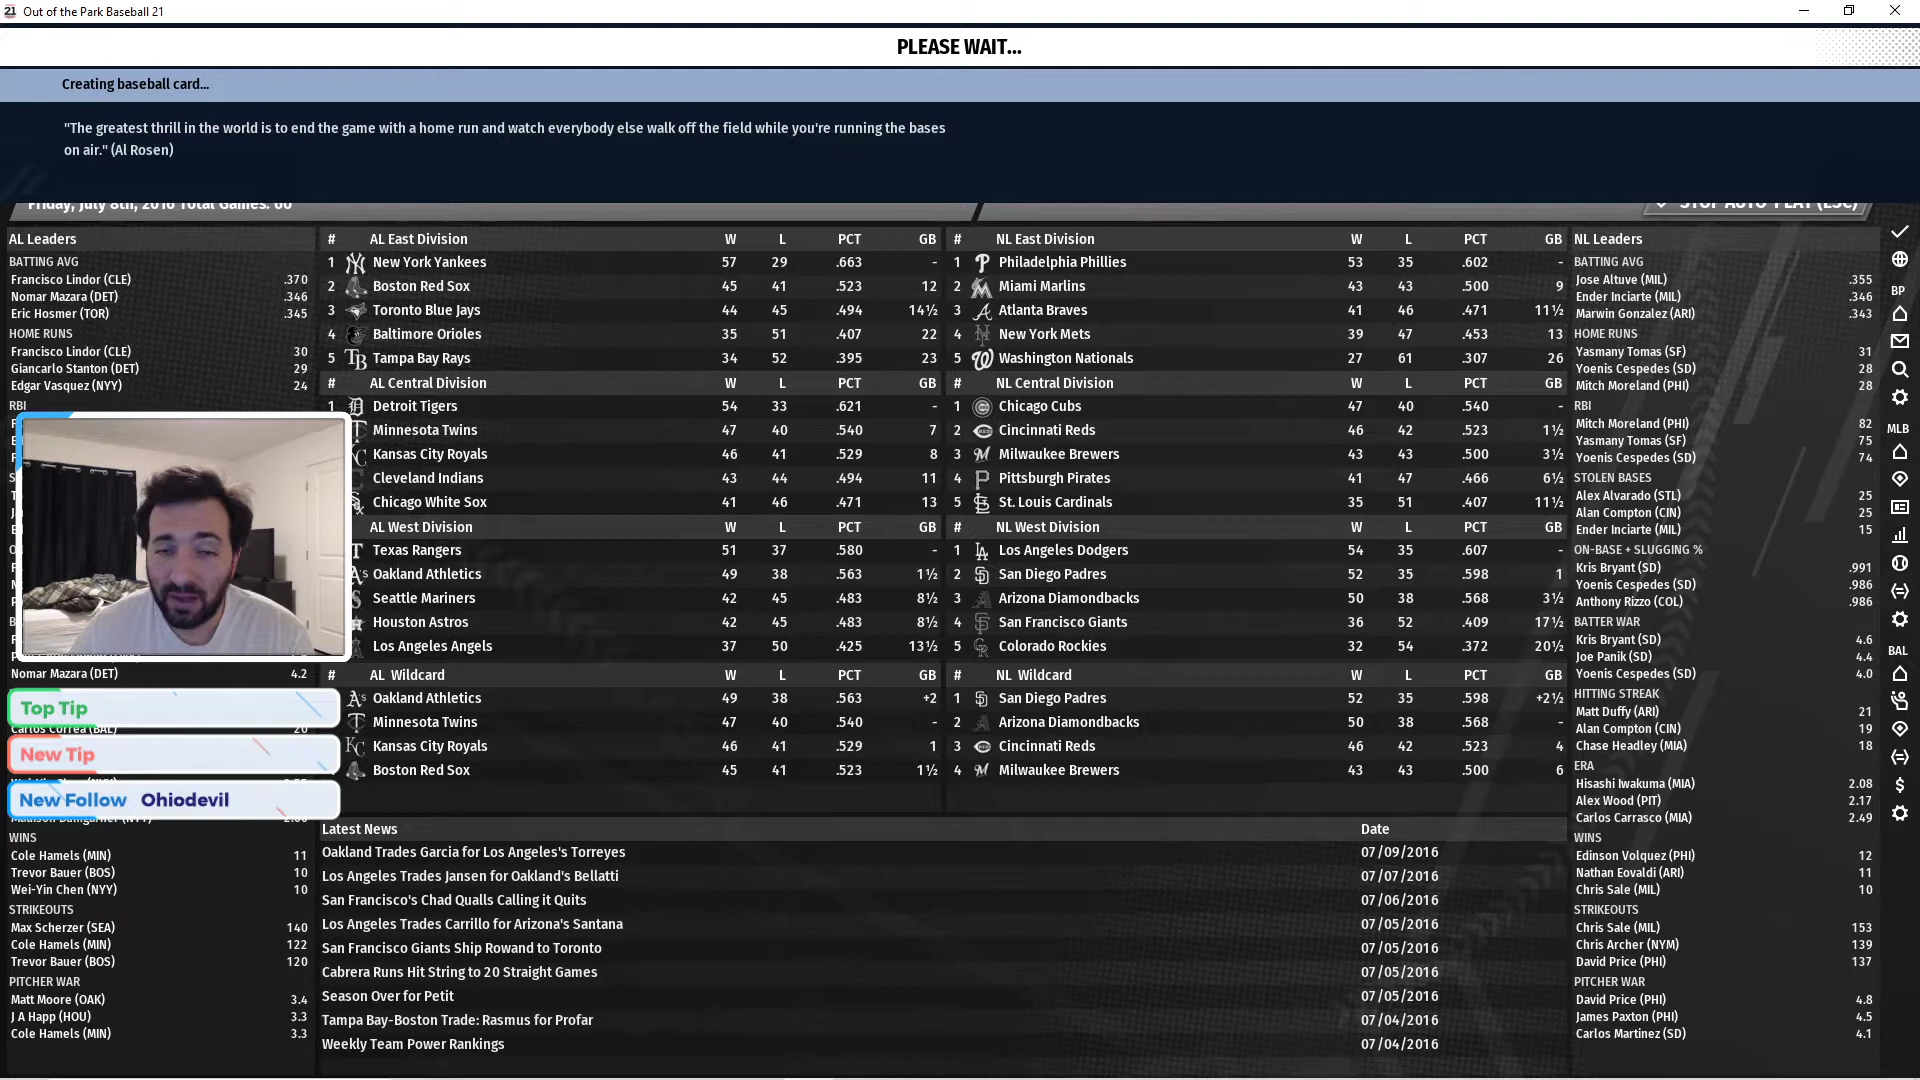 Out of the Park Baseball 21
PLEASE WAIT...
Creating baseball card...
"The greatest thrill in the world is to end the game with a home run and watch everybody else walk off the field while you're running the bases
on air." (Al Rosen)
Friday, July 8th, 2016 Total Games: 60
STOP AUTO-PLAY (ESC)
AL Leaders
BATTING AVG
Francisco Lindor (CLE) .370
Nomar Mazara (DET) .346
Eric Hosmer (TOR) .345
HOME RUNS
Francisco Lindor (CLE) 30
Giancarlo Stanton (DET) 29
Edgar Vasquez (NYY) 24
RBI
Nomar Mazara (DET) 4.2
Top Tip
Carlos Correa (BAL) 20
New Tip
New Follow Ohiodevil
WINS
Cole Hamels (MIN) 11
Trevor Bauer (BOS) 10
Wei-Yin Chen (NYY) 10
STRIKEOUTS
Max Scherzer (SEA) 140
Cole Hamels (MIN) 122
Trevor Bauer (BOS) 120
PITCHER WAR
Matt Moore (OAK) 3.4
J A Happ (HOU) 3.3
Cole Hamels (MIN) 3.3
# AL East Division W L PCT GB
1 New York Yankees 57 29 .663 -
2 Boston Red Sox 45 41 .523 12
3 Toronto Blue Jays 44 45 .494 14½
4 Baltimore Orioles 35 51 .407 22
5 Tampa Bay Rays 34 52 .395 23
# AL Central Division W L PCT GB
1 Detroit Tigers 54 33 .621 -
Minnesota Twins 47 40 .540 7
Kansas City Royals 46 41 .529 8
Cleveland Indians 43 44 .494 11
Chicago White Sox 41 46 .471 13
AL West Division W L PCT GB
Texas Rangers 51 37 .580 -
Oakland Athletics 49 38 .563 1½
Seattle Mariners 42 45 .483 8½
Houston Astros 42 45 .483 8½
Los Angeles Angels 37 50 .425 13½
# AL Wildcard W L PCT GB
Oakland Athletics 49 38 .563 +2
Minnesota Twins 47 40 .540 -
Kansas City Royals 46 41 .529 1
Boston Red Sox 45 41 .523 1½
# NL East Division W L PCT GB
1 Philadelphia Phillies 53 35 .602 -
2 Miami Marlins 43 43 .500 9
3 Atlanta Braves 41 46 .471 11½
4 New York Mets 39 47 .453 13
5 Washington Nationals 27 61 .307 26
# NL Central Division W L PCT GB
1 Chicago Cubs 47 40 .540 -
2 Cincinnati Reds 46 42 .523 1½
3 Milwaukee Brewers 43 43 .500 3½
4 Pittsburgh Pirates 41 47 .466 6½
5 St. Louis Cardinals 35 51 .407 11½
# NL West Division W L PCT GB
1 Los Angeles Dodgers 54 35 .607 -
2 San Diego Padres 52 35 .598 1
3 Arizona Diamondbacks 50 38 .568 3½
4 San Francisco Giants 36 52 .409 17½
5 Colorado Rockies 32 54 .372 20½
# NL Wildcard W L PCT GB
1 San Diego Padres 52 35 .598 +2½
2 Arizona Diamondbacks 50 38 .568 -
3 Cincinnati Reds 46 42 .523 4
4 Milwaukee Brewers 43 43 .500 6
Latest News Date
Oakland Trades Garcia for Los Angeles's Torreyes 07/09/2016
Los Angeles Trades Jansen for Oakland's Bellatti 07/07/2016
San Francisco's Chad Qualls Calling it Quits 07/06/2016
Los Angeles Trades Carrillo for Arizona's Santana 07/05/2016
San Francisco Giants Ship Rowand to Toronto 07/05/2016
Cabrera Runs Hit String to 20 Straight Games 07/05/2016
Season Over for Petit 07/05/2016
Tampa Bay-Boston Trade: Rasmus for Profar 07/04/2016
Weekly Team Power Rankings 07/04/2016
NL Leaders
BATTING AVG
Jose Altuve (MIL) .355
Ender Inciarte (MIL) .346
Marwin Gonzalez (ARI) .343
HOME RUNS
Yasmany Tomas (SF) 31
Yoenis Cespedes (SD) 28
Mitch Moreland (PHI) 28
RBI
Mitch Moreland (PHI) 82
Yasmany Tomas (SF) 75
Yoenis Cespedes (SD) 74
STOLEN BASES
Alex Alvarado (STL) 25
Alan Compton (CIN) 25
Ender Inciarte (MIL) 15
ON-BASE + SLUGGING %
Kris Bryant (SD) .991
Yoenis Cespedes (SD) .986
Anthony Rizzo (COL) .986
BATTER WAR
Kris Bryant (SD) 4.6
Joe Panik (SD) 4.4
Yoenis Cespedes (SD) 4.0
HITTING STREAK
Matt Duffy (ARI) 21
Alan Compton (CIN) 19
Chase Headley (MIA) 18
ERA
Hisashi Iwakuma (MIA) 2.08
Alex Wood (PIT) 2.17
Carlos Carrasco (MIA) 2.49
WINS
Edinson Volquez (PHI) 12
Nathan Eovaldi (ARI) 11
Chris Sale (MIL) 10
STRIKEOUTS
Chris Sale (MIL) 153
Chris Archer (NYM) 139
David Price (PHI) 137
PITCHER WAR
David Price (PHI) 4.8
James Paxton (PHI) 4.5
Carlos Martinez (SD) 4.1
BP
MLB
BAL